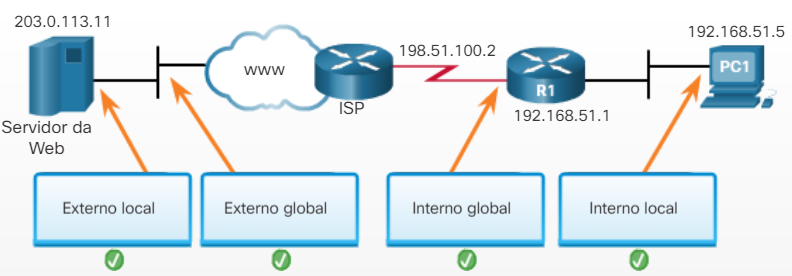 203.0.113.11
192.168.51.5
198.51.100.2
www
PC1
R1
ISP
192.168.51.1
Servidor da
Web
Externo local
Externo global
Interno global
Interno local